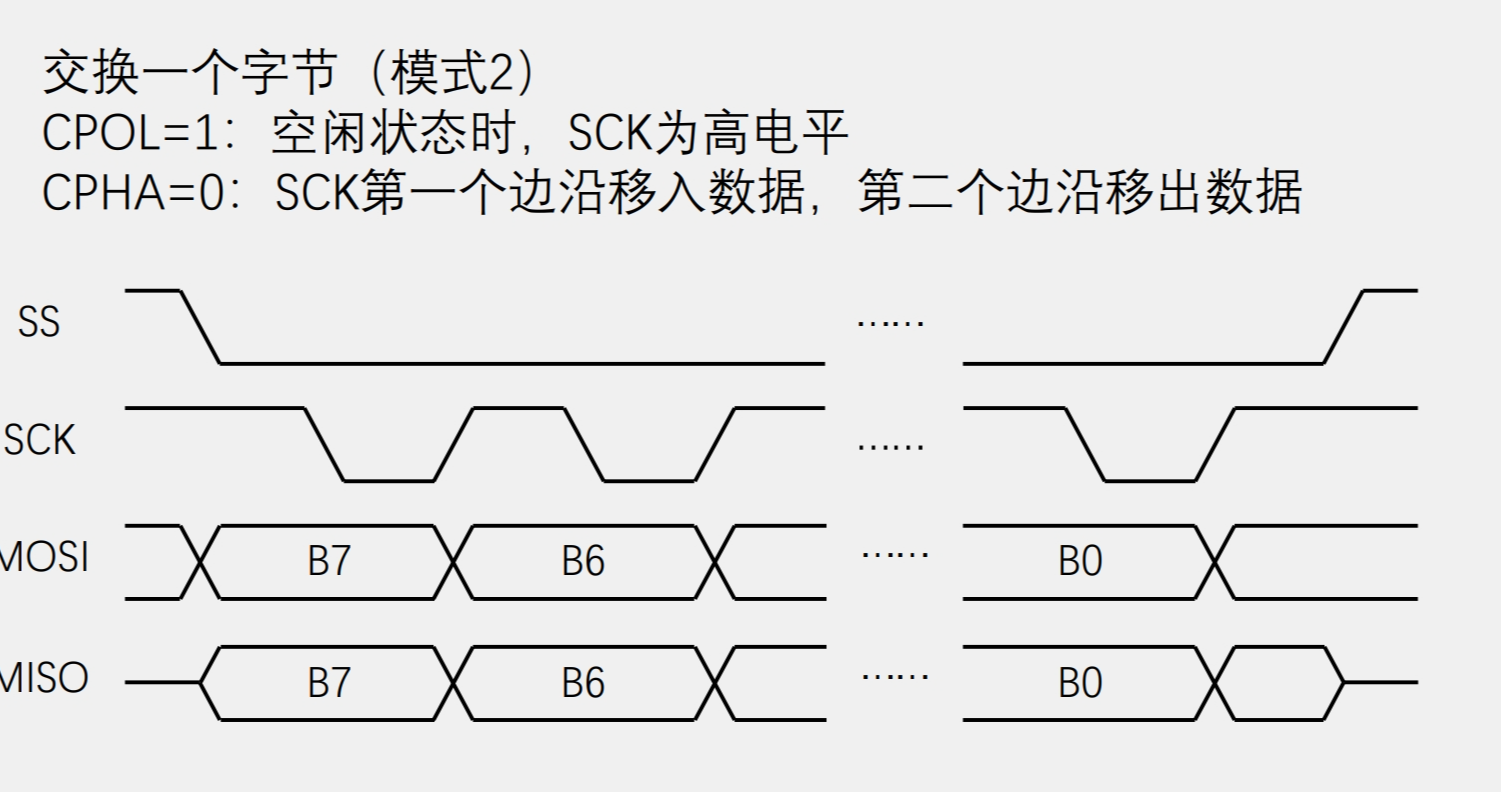 交换一个字节（模式2）
CPOL=1：空闲状态时，SCK为高电平
CPHA=0：SCK第一个边沿移入数据，第二个边沿移出数据
SS
……
SCK
……
MOSI
B7
B6
……
B0
MISO
B7
B6
……
B0